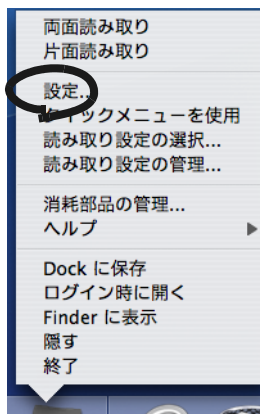 両面読み取り
片面読み取り
設定...
クイックメニューを使用
読み取り設定の選択...
読み取り設定の管理...
消耗部品の管理...
ヘルプ
Dock に保存
ログイン時に開く
Finder に表示
隠す
終了